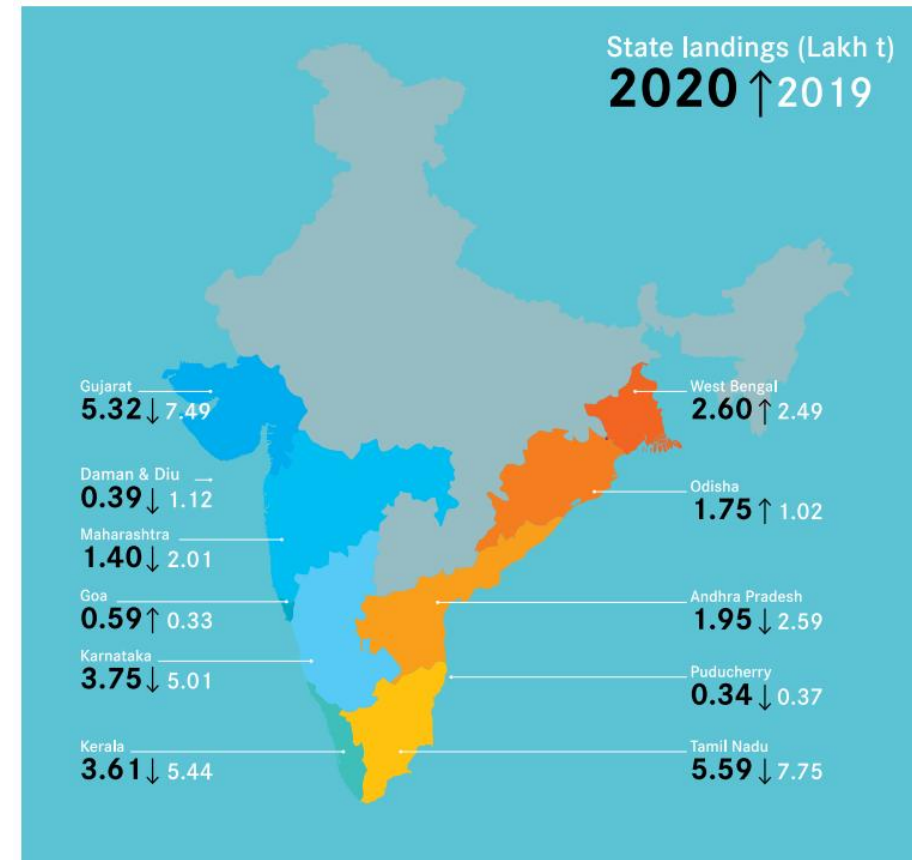 State landings (Lakh t)
2020 ↑ 2019
Gujarat
5.32 ↓ 7.49
Daman & Diu
0.39 ↓ 1.12
Maharashtra
1.40 ↓ 2.01
Goa
0.59 ↑ 0.33
Karnataka
3.75 ↓ 5.01
Kerala
3.61 ↓ 5.44
West Bengal
2.60 ↑ 2.49
Odisha
1.75 ↑ 1.02
Andhra Pradesh
1.95 ↓ 2.59
Puducherry
0.34 ↓ 0.37
Tamil Nadu
5.59 ↓ 7.75